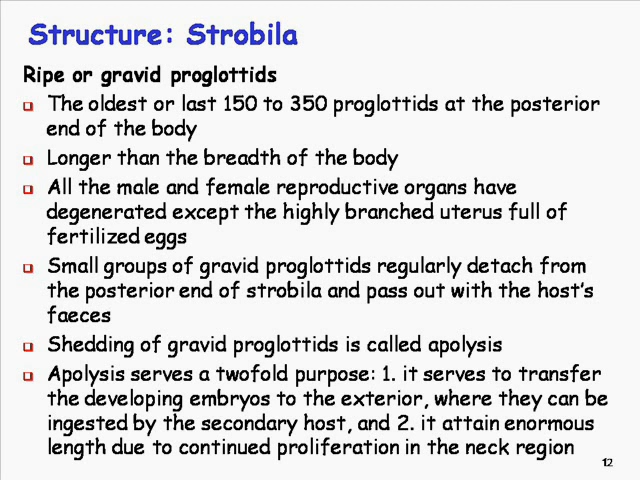 Structure: Strobila
Ripe or gravid proglottids
The oldest or last 150 to 350 proglottids at the posterior
end of the body
Longer than the breadth of the body
All the male and female reproductive organs have
degenerated except the highly branched uterus full of
fertilized eggs
Small groups of gravid proglottids regularly detach from
the posterior end of strobila and pass out with the host's
faeces
Shedding of gravid proglottids is called apolysis
Apolysis serves a twofold purpose: 1. it serves to transfer
the developing embryos to the exterior, where they can be
ingested by the secondary host, and 2. it attain enormous
length due to continued proliferation in the neck region
12